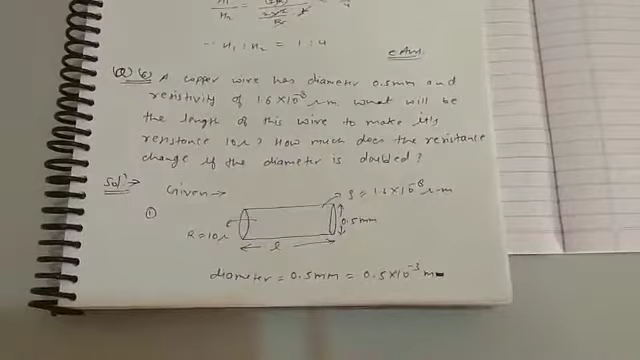 ∵ H₁ : H₂ = 1 : 4
Ans.
Q 6) A copper wire has diameter 0.5mm and
resistivity of 1.6×10⁻⁸ Ωm what will be
the length of this wire to make it's
resistance 10Ω? How much does the resistance
change if the diameter is doubled?
Solⁿ→ Given→
① ρ = 1.6×10⁻⁸ Ω-m
0.5mm
R = 10Ω
l
diameter = 0.5mm = 0.5×10⁻³ m